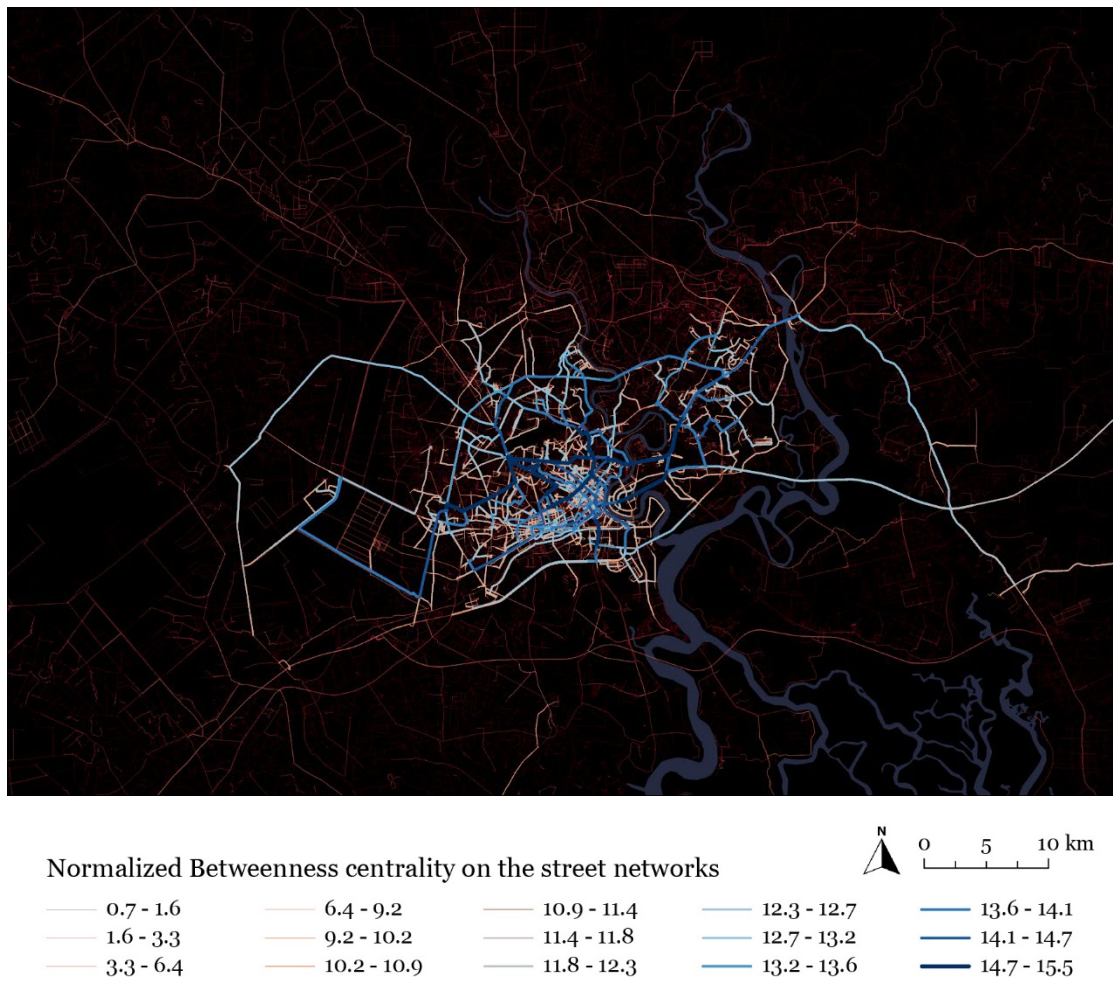 N
0 5 10 km
Normalized Betweenness centrality on the street networks
0.7 - 1.6 6.4 - 9.2 10.9 - 11.4 12.3 - 12.7 13.6 - 14.1
1.6 - 3.3 9.2 - 10.2 11.4 - 11.8 12.7 - 13.2 14.1 - 14.7
3.3 - 6.4 10.2 - 10.9 11.8 - 12.3 13.2 - 13.6 14.7 - 15.5